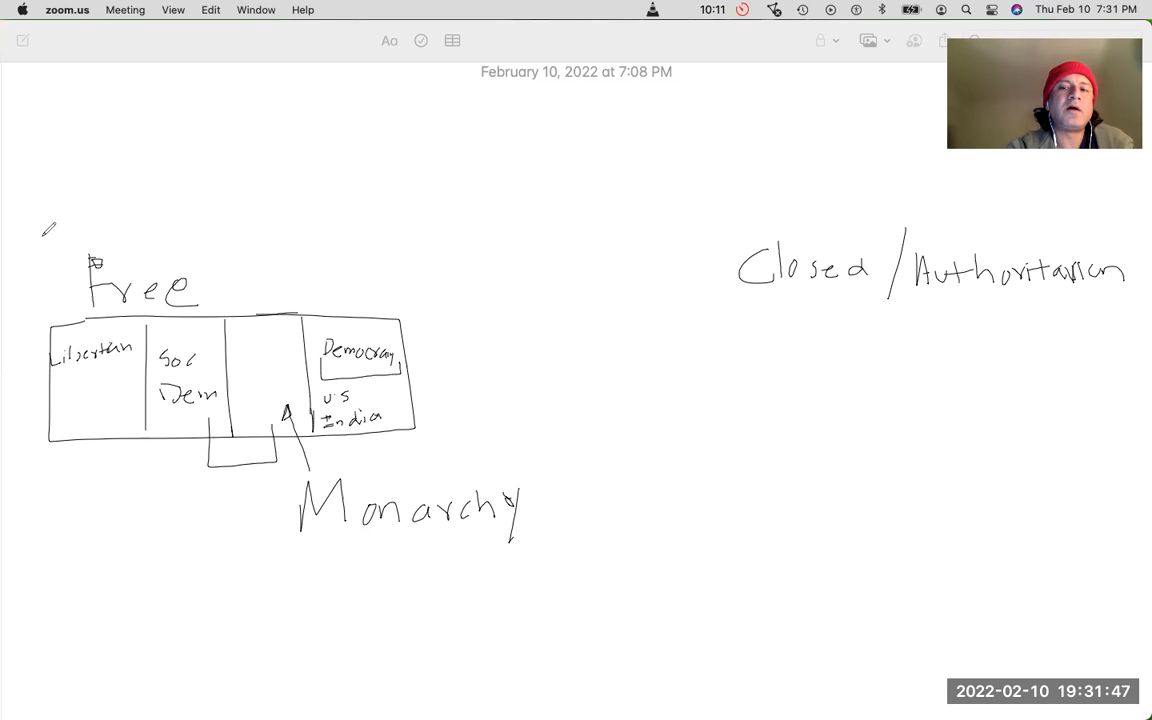 zoom.us Meeting View Edit Window Help 10:11 Thu Feb 10 7:31 PM
Aa
February 10, 2022 at 7:08 PM
Free
Closed / Authoritarian
Libertarian
Soc
Dem
Democracy
U.S
India
Monarchy
2022-02-10 19:31:47